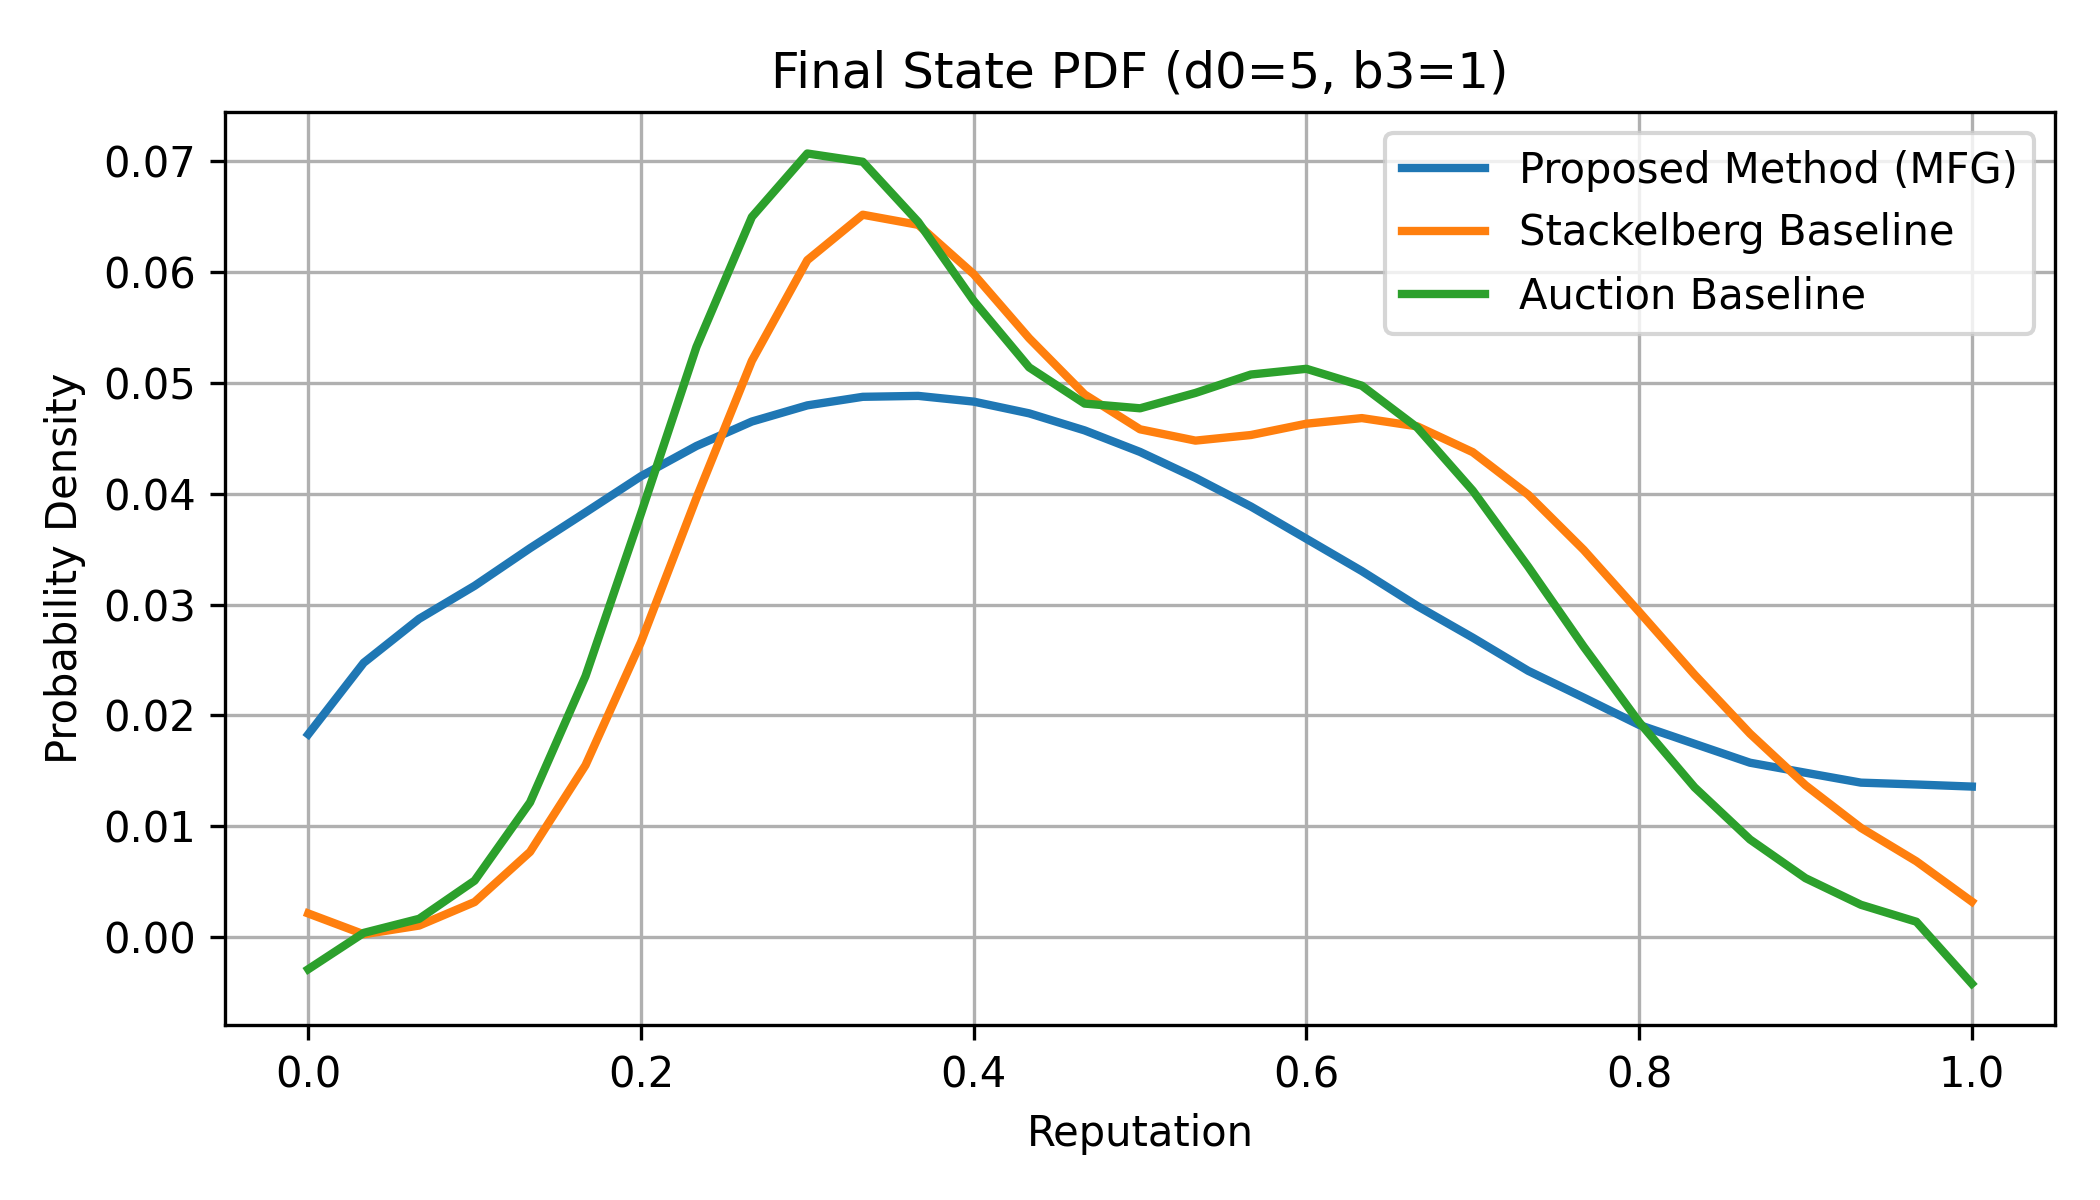 Final State PDF (d0=5, b3=1)
Proposed Method (MFG)
Stackelberg Baseline
Auction Baseline
Probability Density
0.07
0.06
0.05
0.04
0.03
0.02
0.01
0.00
0.0 0.2 0.4 0.6 0.8 1.0
Reputation